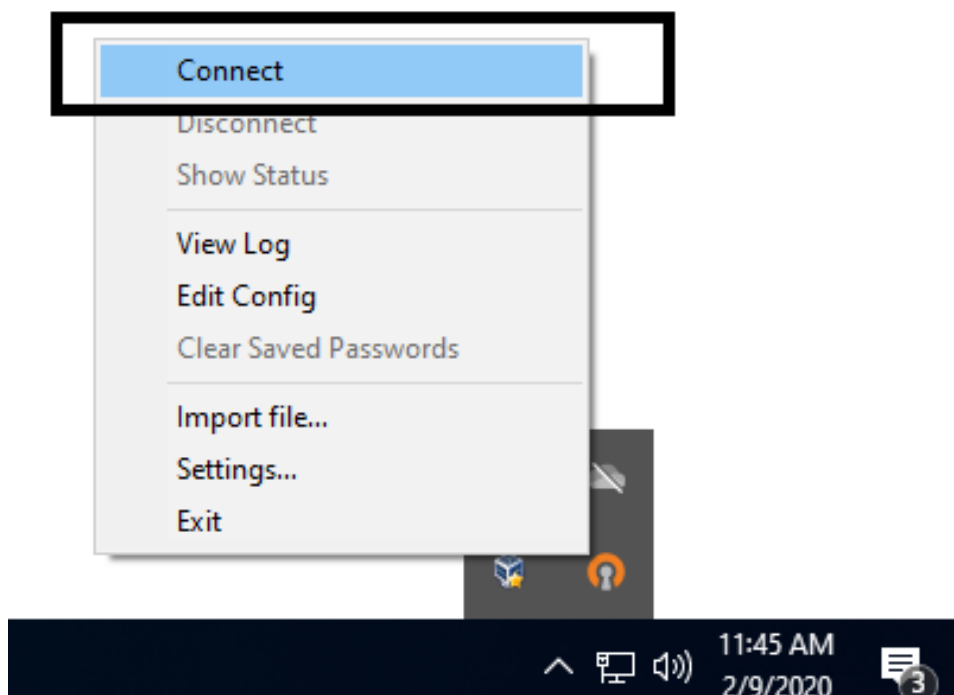 Connect
Disconnect
Show Status
View Log
Edit Config
Clear Saved Passwords
Import file...
Settings...
Exit
11:45 AM
2/9/2020
3